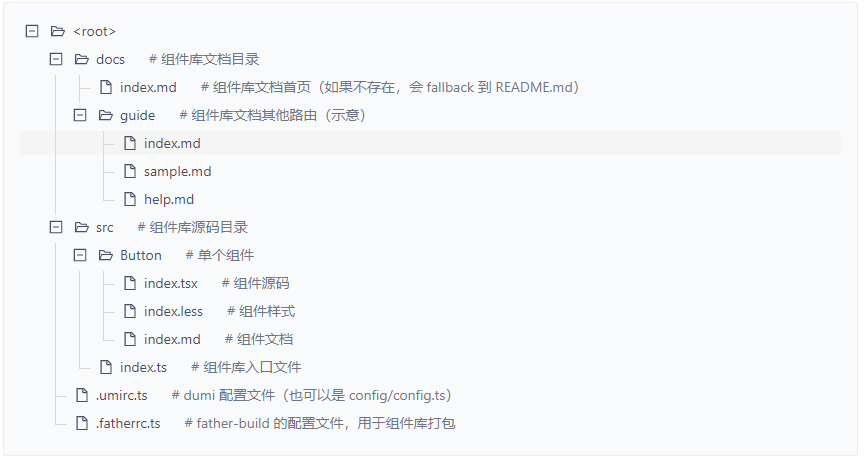 <root>
docs # 组件库文档目录
index.md # 组件库文档首页（如果不存在，会 fallback 到 README.md）
guide # 组件库文档其他路由（示意）
index.md
sample.md
help.md
src # 组件库源码目录
Button # 单个组件
index.tsx # 组件源码
index.less # 组件样式
index.md # 组件文档
index.ts # 组件库入口文件
.umirc.ts # dumi 配置文件（也可以是 config/config.ts）
.fatherrc.ts # father-build 的配置文件，用于组件库打包